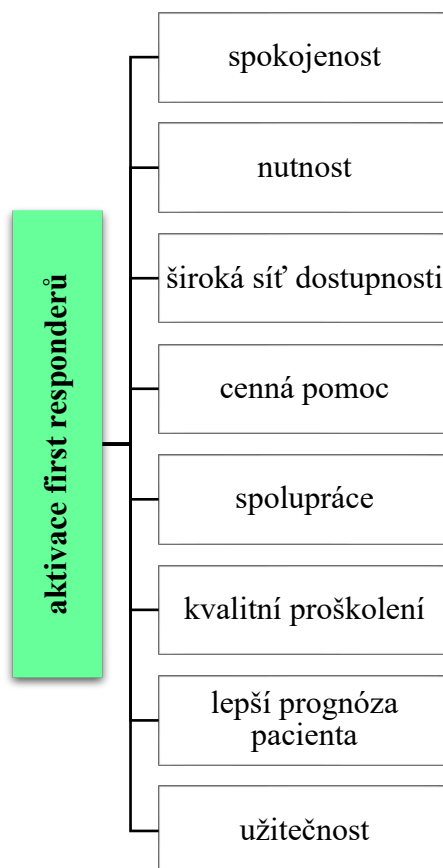 aktivace first responderů
spokojenost
nutnost
široká síť dostupnosti
cenná pomoc
spolupráce
kvalitní proškolení
lepší prognóza
pacienta
užitečnost